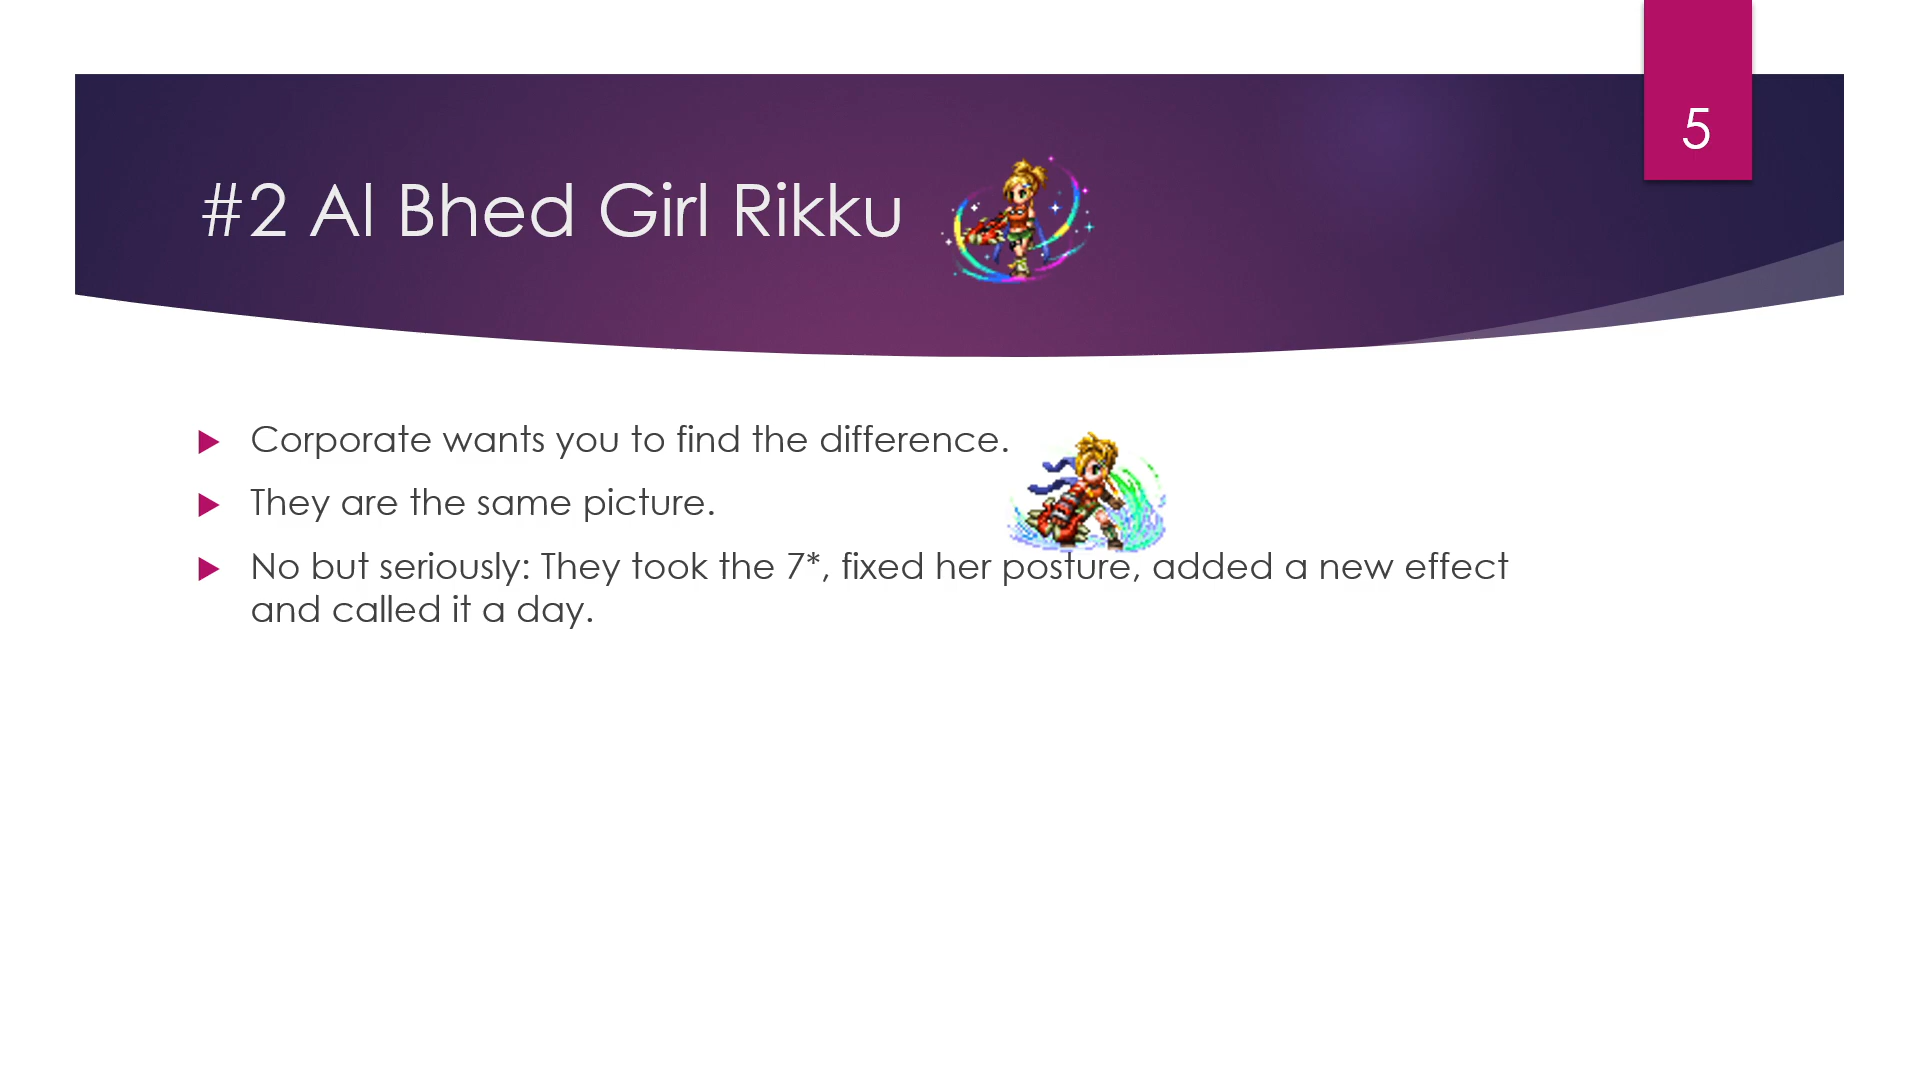 5
#2 Al Bhed Girl Rikku
Corporate wants you to find the difference.
They are the same picture.
No but seriously: They took the 7*, fixed her posture, added a new effect
and called it a day.